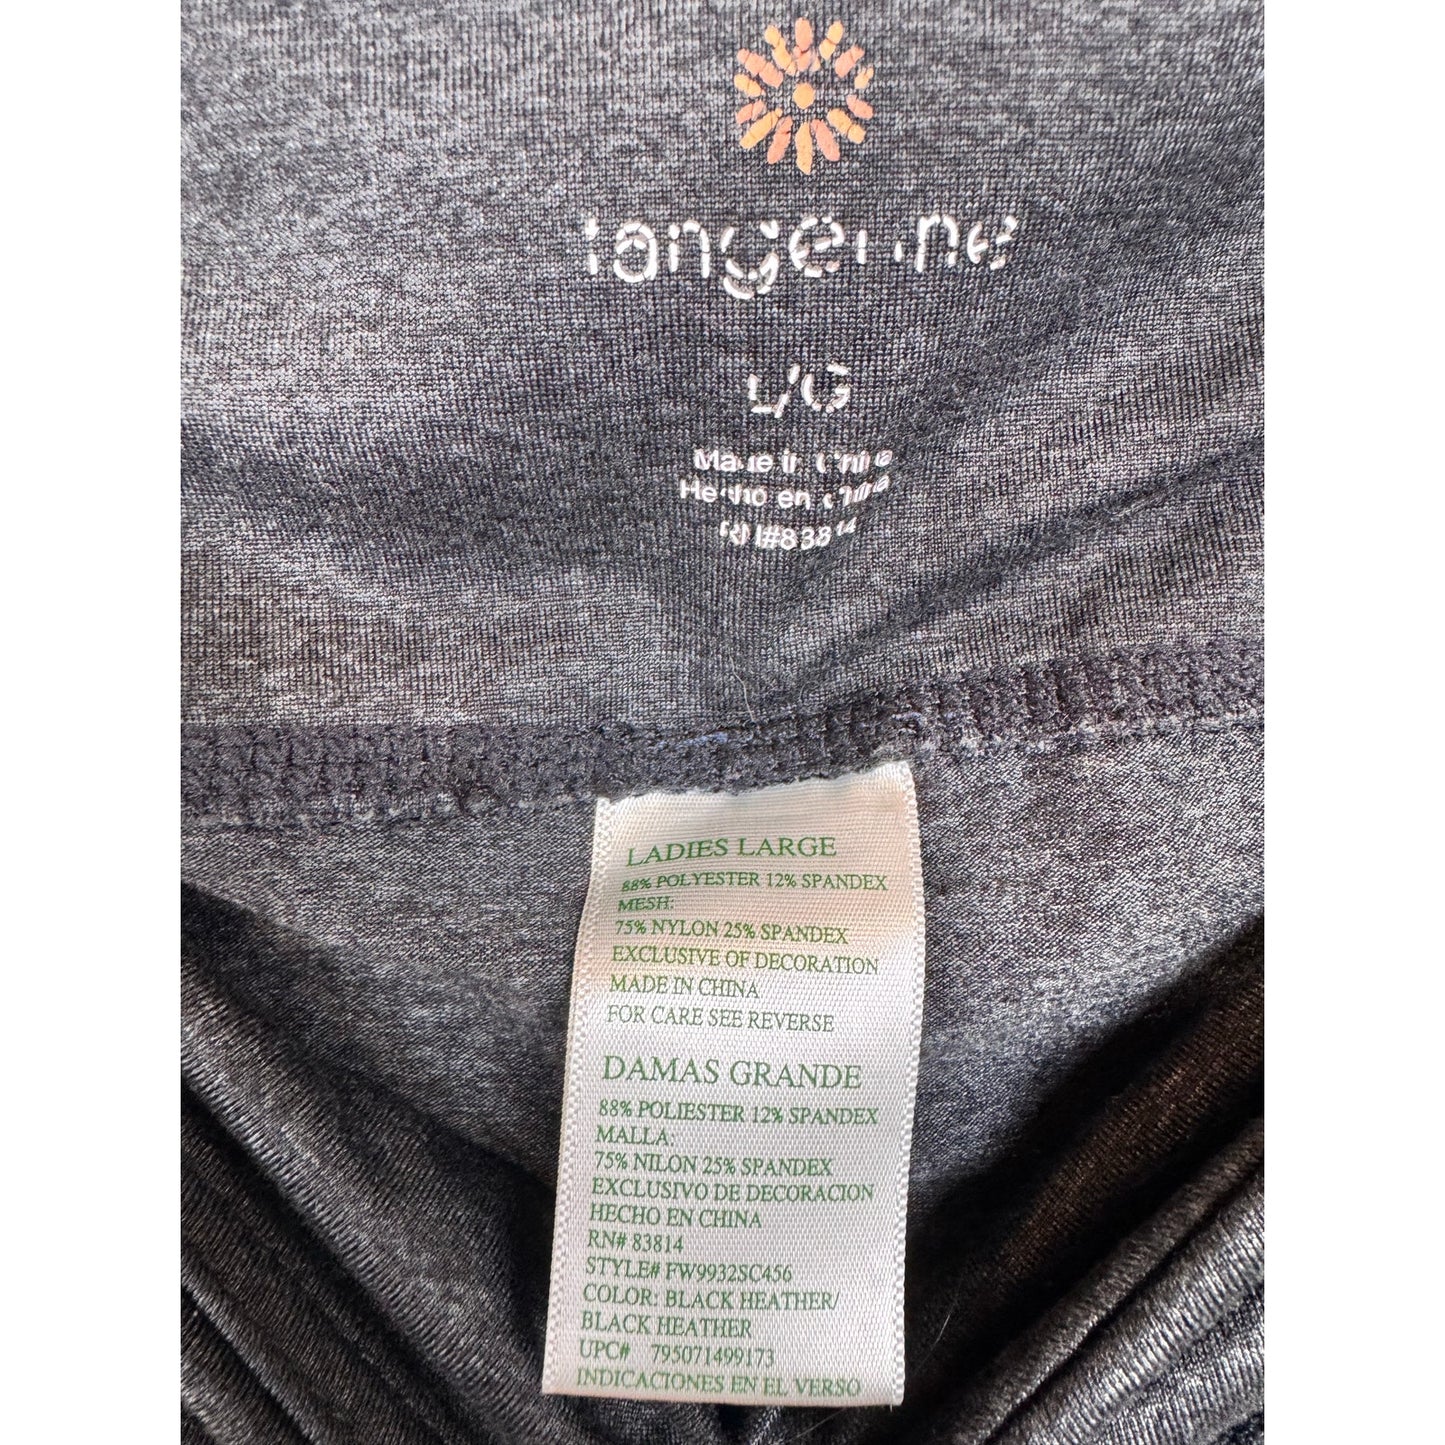 tangerine
L/G
Made in China
Hecho en China
RN#83814
LADIES LARGE
88% POLYESTER 12% SPANDEX
MESH:
75% NYLON 25% SPANDEX
EXCLUSIVE OF DECORATION
MADE IN CHINA
FOR CARE SEE REVERSE
DAMAS GRANDE
88% POLIESTER 12% SPANDEX
MALLA:
75% NILON 25% SPANDEX
EXCLUSIVO DE DECORACION
HECHO EN CHINA
RN# 83814
STYLE# FW9932SC456
COLOR: BLACK HEATHER/
BLACK HEATHER
UPC# 795071499173
INDICACIONES EN EL VERSO